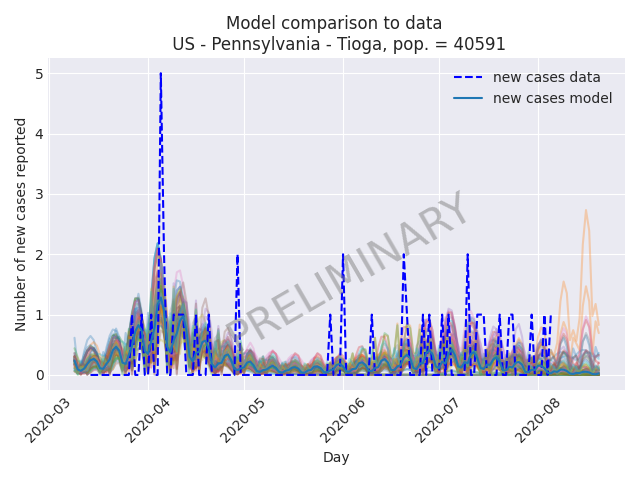 Model comparison to data
US - Pennsylvania - Tioga, pop. = 40591
new cases data
new cases model
Number of new cases reported
5
4
3
2
1
0
PRELIMINARY
2020-03
2020-04
2020-05
2020-06
2020-07
2020-08
Day